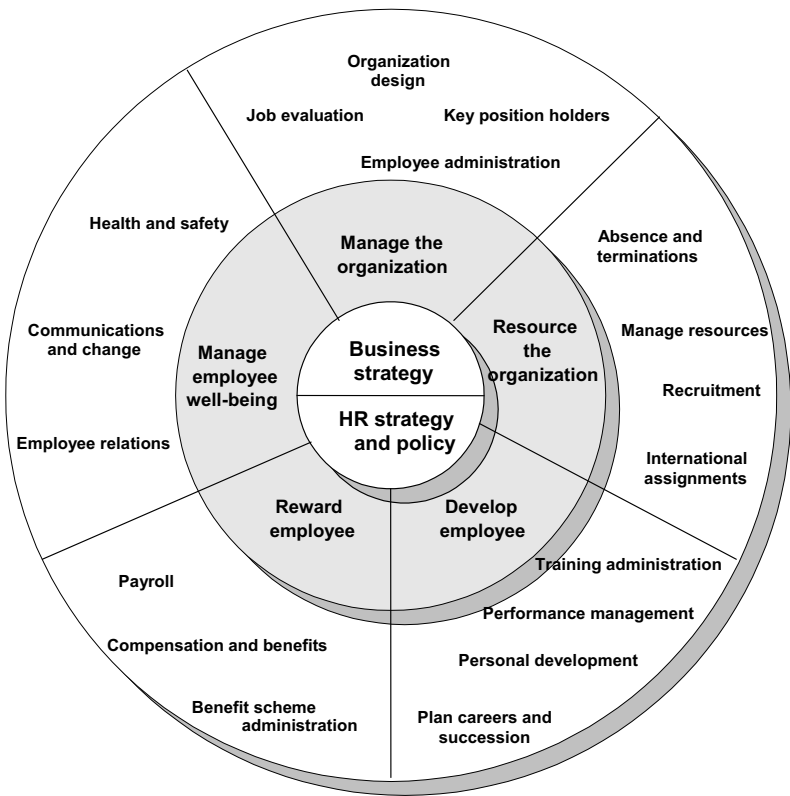 Organization
design
Job evaluation
Key position holders
Employee administration
Health and safety
Manage the
organization
Absence and
terminations
Communications
and change
Manage
employee
well-being
Business
strategy
Resource
the
organization
Manage resources
Recruitment
HR strategy
and policy
Employee relations
International
assignments
Reward
employee
Develop
employee
Training administration
Payroll
Performance management
Compensation and benefits
Personal development
Benefit scheme
administration
Plan careers and
succession